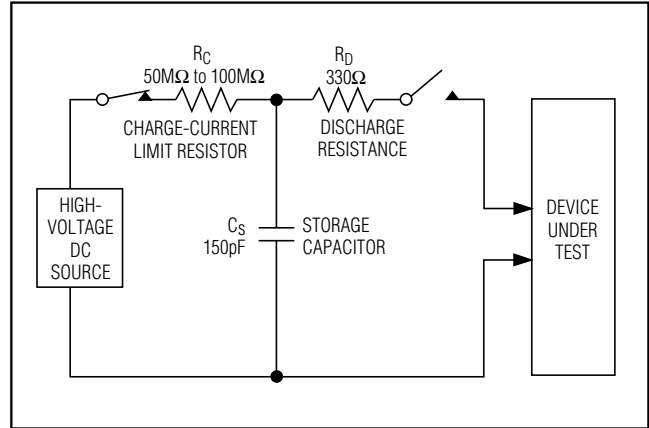 R_C
50MΩ to 100MΩ
CHARGE-CURRENT
LIMIT RESISTOR
R_D
330Ω
DISCHARGE
RESISTANCE
HIGH-
VOLTAGE
DC
SOURCE
C_S
150pF
STORAGE
CAPACITOR
DEVICE
UNDER
TEST